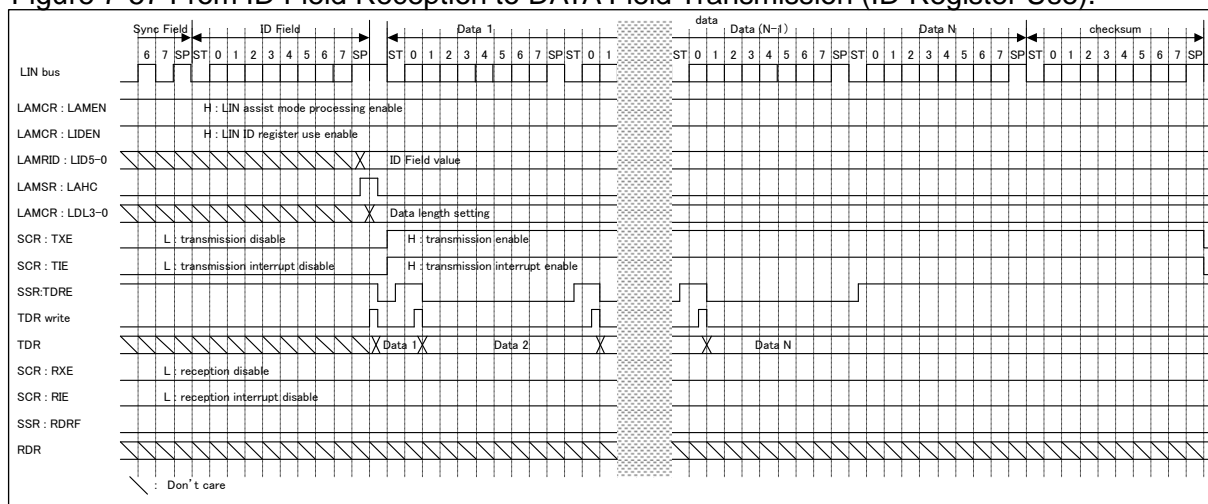 Figure 7-37 From ID Field Reception to DATA Field Transmission (ID Register Use).
data
Sync Field ID Field Data 1 Data (N-1) Data N checksum
6 7 SP ST 0 1 2 3 4 5 6 7 SP ST 0 1 2 3 4 5 6 7 SP ST 0 1 ST 0 1 2 3 4 5 6 7 SP ST 0 1 2 3 4 5 6 7 SP ST 0 1 2 3 4 5 6 7 SP
LIN bus
LAMCR : LAMEN H : LIN assist mode processing enable
LAMCR : LIDEN H : LIN ID register use enable
LAMRID : LID5-0 ID Field value
LAMSR : LAHC
LAMCR : LDL3-0 Data length setting
SCR : TXE L : transmission disable H : transmission enable
SCR : TIE L : transmission interrupt disable H : transmission interrupt enable
SSR:TDRE
TDR write
TDR Data 1 Data 2 Data N
SCR : RXE L : reception disable
SCR : RIE L : reception interrupt disable
SSR : RDRF
RDR
: Don't care